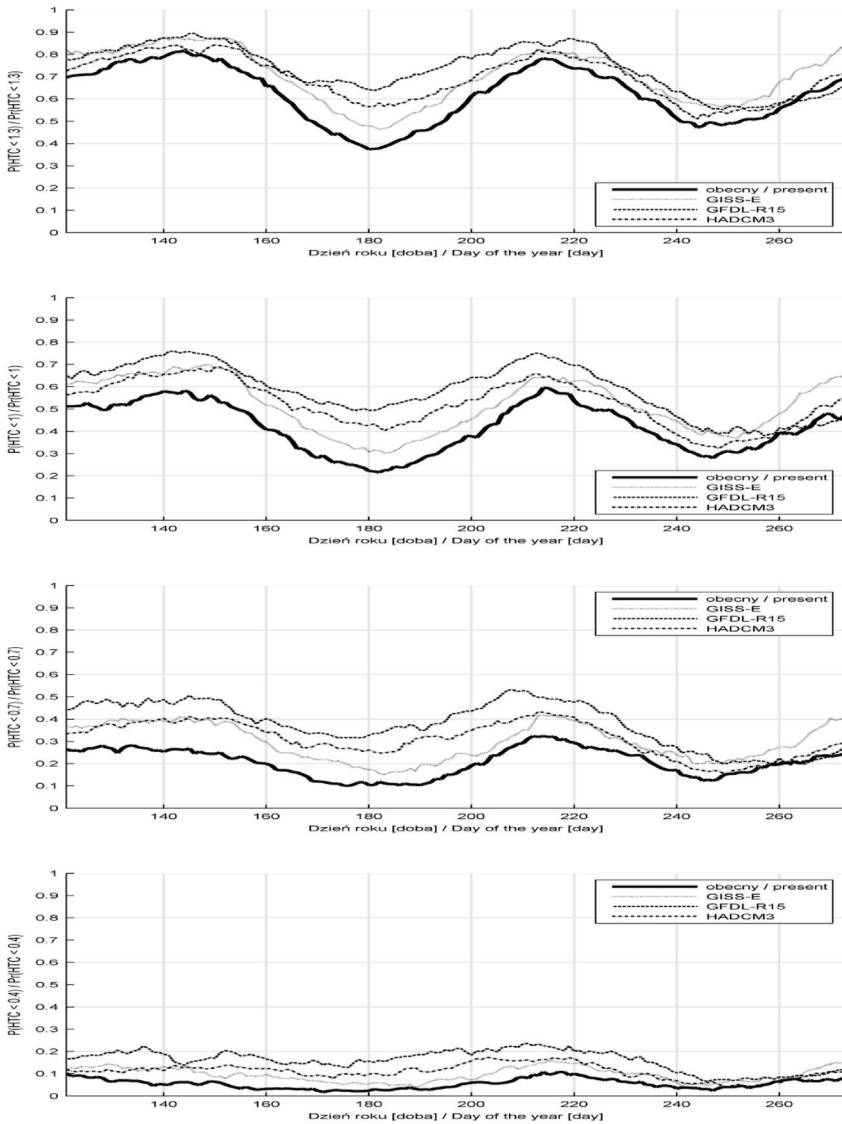 P(HTC < 1.3) / Pr(HTC < 1.3)
1
0.9
0.8
0.7
0.6
0.5
0.4
0.3
0.2
0.1
0
obecny / present
GISS-E
GFDL-R15
HADCM3
140 160 180 200 220 240 260
Dzień roku [doba] / Day of the year [day]
P(HTC < 1) / Pr(HTC < 1)
1
0.9
0.8
0.7
0.6
0.5
0.4
0.3
0.2
0.1
0
obecny / present
GISS-E
GFDL-R15
HADCM3
140 160 180 200 220 240 260
Dzień roku [doba] / Day of the year [day]
P(HTC < 0.7) / Pr(HTC < 0.7)
1
0.9
0.8
0.7
0.6
0.5
0.4
0.3
0.2
0.1
0
obecny / present
GISS-E
GFDL-R15
HADCM3
140 160 180 200 220 240 260
Dzień roku [doba] / Day of the year [day]
P(HTC < 0.4) / Pr(HTC < 0.4)
1
0.9
0.8
0.7
0.6
0.5
0.4
0.3
0.2
0.1
0
obecny / present
GISS-E
GFDL-R15
HADCM3
140 160 180 200 220 240 260
Dzień roku [doba] / Day of the year [day]